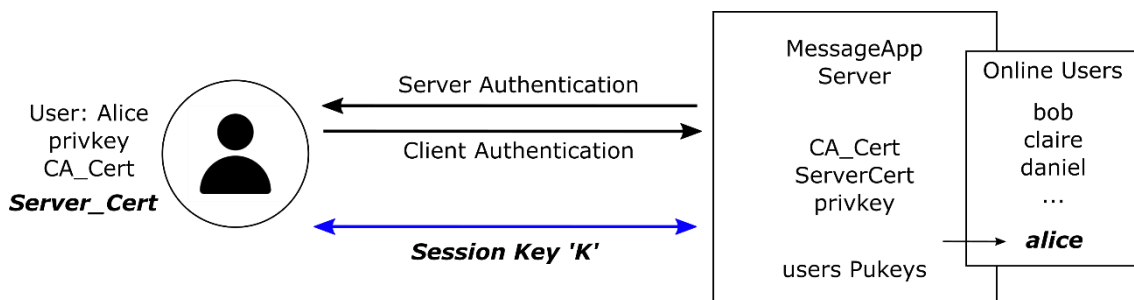 User: Alice
privkey
CA_Cert
Server_Cert
Server Authentication
Client Authentication
Session Key 'K'
MessageApp
Server
CA_Cert
ServerCert
privkey
users Pukeys
Online Users
bob
claire
daniel
...
alice